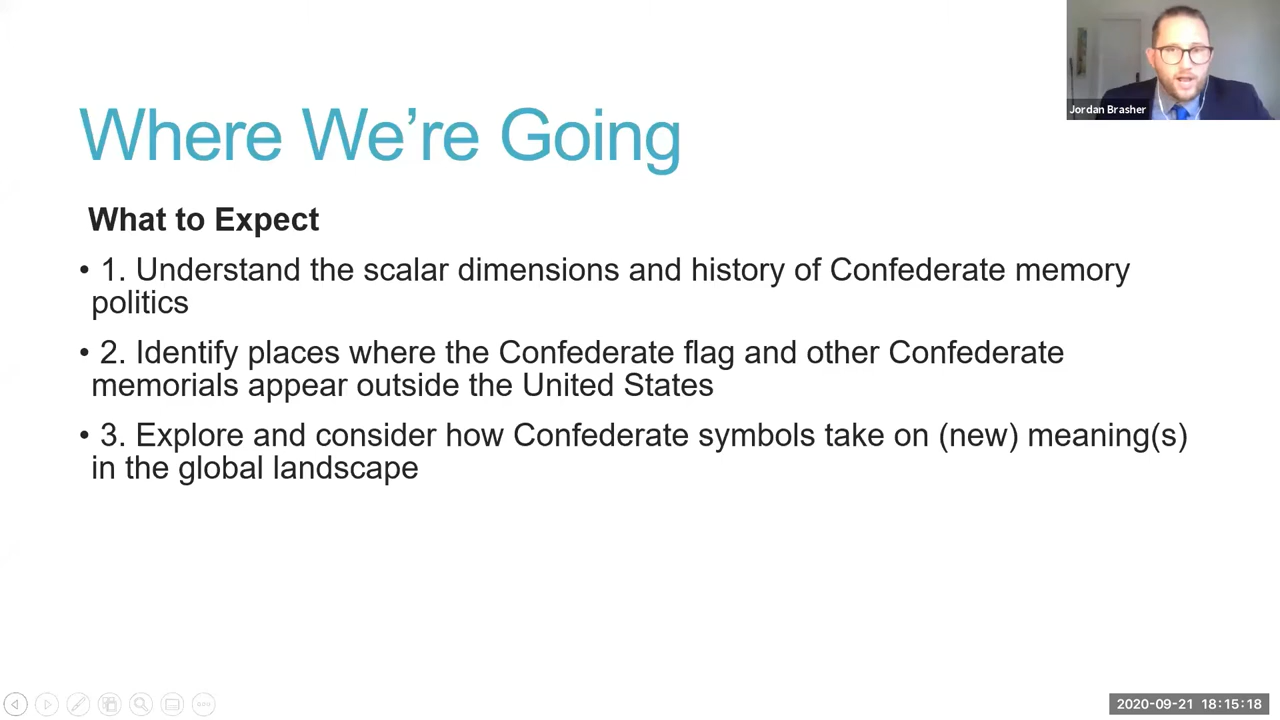 Jordan Brasher
Where We're Going
What to Expect
• 1. Understand the scalar dimensions and history of Confederate memory
politics
• 2. Identify places where the Confederate flag and other Confederate
memorials appear outside the United States
• 3. Explore and consider how Confederate symbols take on (new) meaning(s)
in the global landscape
2020-09-21 18:15:18